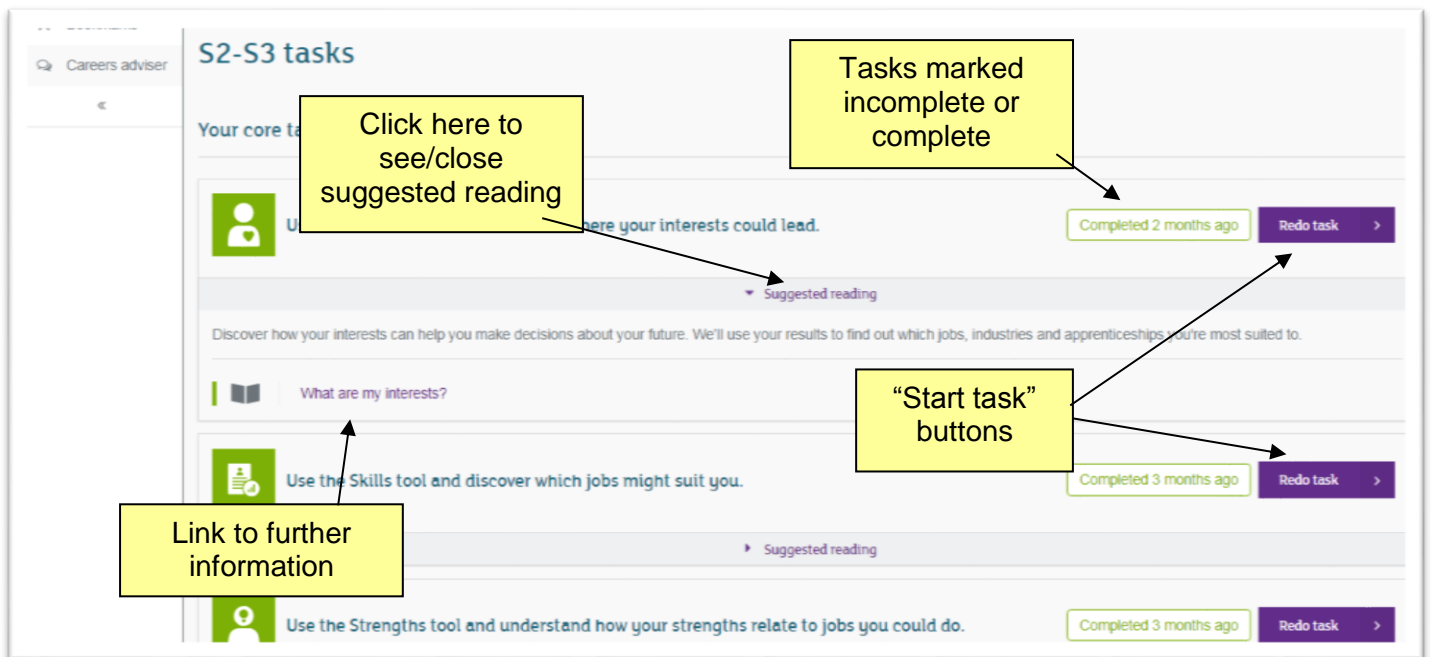 Careers adviser
«
S2-S3 tasks
Your core
Click here to
see/close
suggested reading
Tasks marked
incomplete or
complete
your interests could lead.
Completed 2 months ago
Redo task >
Suggested reading
Discover how your interests can help you make decisions about your future. We'll use your results to find out which jobs, industries and apprenticeships you're most suited to.
What are my interests?
“Start task”
buttons
Use the Skills tool and discover which jobs might suit you.
Completed 3 months ago
Redo task >
Link to further
information
Suggested reading
Use the Strengths tool and understand how your strengths relate to jobs you could do.
Completed 3 months ago
Redo task >